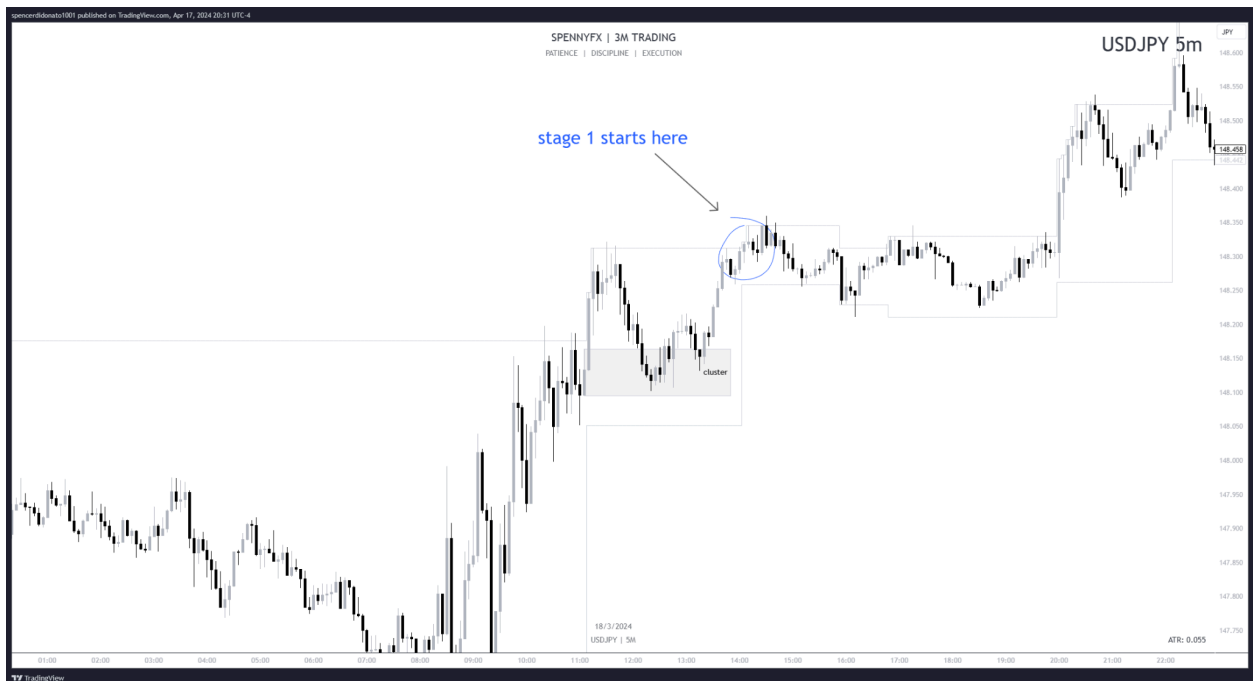 spencerdidonato1001 published on TradingView.com, Apr 17, 2024 20:31 UTC-4
SPENNYFX | 3M TRADING
PATIENCE | DISCIPLINE | EXECUTION
USDJPY 5m
JPY
148.600
148.550
148.500
148.458
148.442
148.400
148.350
148.300
148.250
148.200
148.150
148.100
148.050
148.000
147.950
147.900
147.850
147.800
147.750
stage 1 starts here
cluster
18/3/2024
USDJPY | 5M
ATR: 0.055
01:00 02:00 03:00 04:00 05:00 06:00 07:00 08:00 09:00 10:00 11:00 12:00 13:00 14:00 15:00 16:00 17:00 18:00 19:00 20:00 21:00 22:00
TradingView